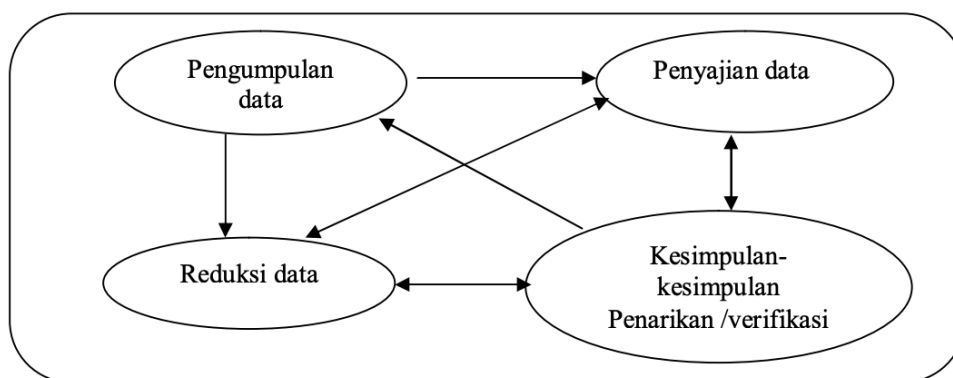 Pengumpulan
data
Penyajian data
Reduksi data
Kesimpulan-
kesimpulan
Penarikan /verifikasi